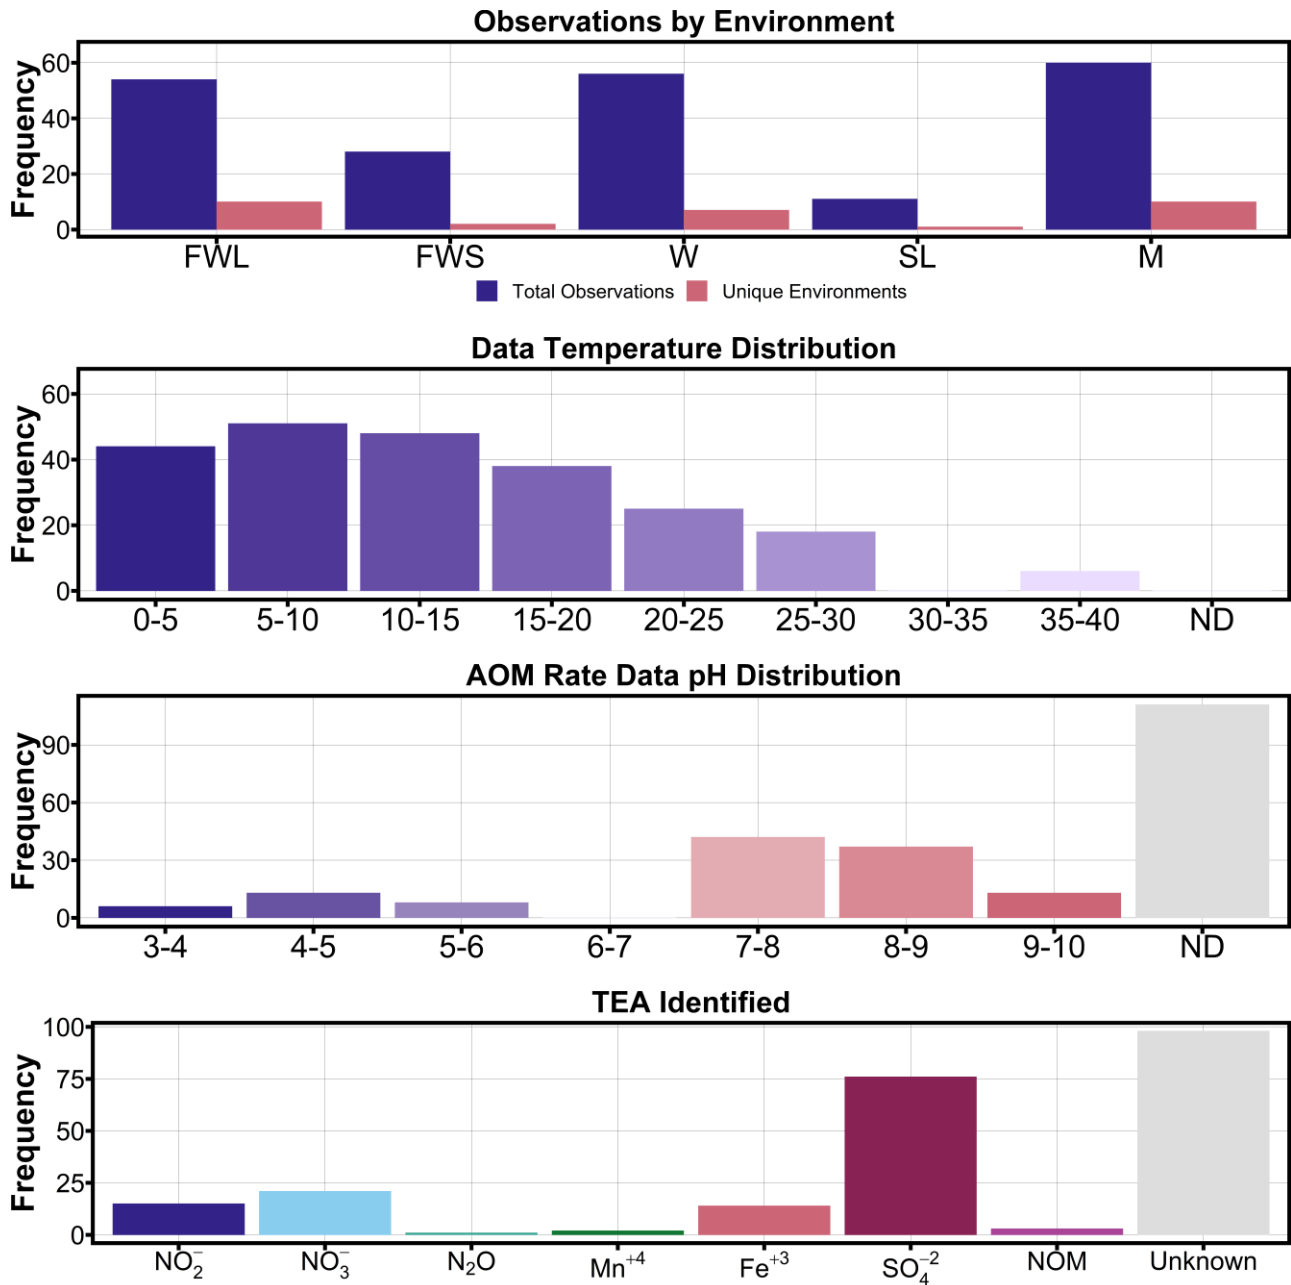 Observations by Environment
Frequency
60
40
20
0
FWL FWS W SL M
Total Observations Unique Environments
Data Temperature Distribution
Frequency
60
40
20
0
0-5 5-10 10-15 15-20 20-25 25-30 30-35 35-40 ND
AOM Rate Data pH Distribution
Frequency
90
60
30
0
3-4 4-5 5-6 6-7 7-8 8-9 9-10 ND
TEA Identified
Frequency
100
75
50
25
0
NO₂⁻ NO₃⁻ N₂O Mn⁺⁴ Fe⁺³ SO₄⁻² NOM Unknown